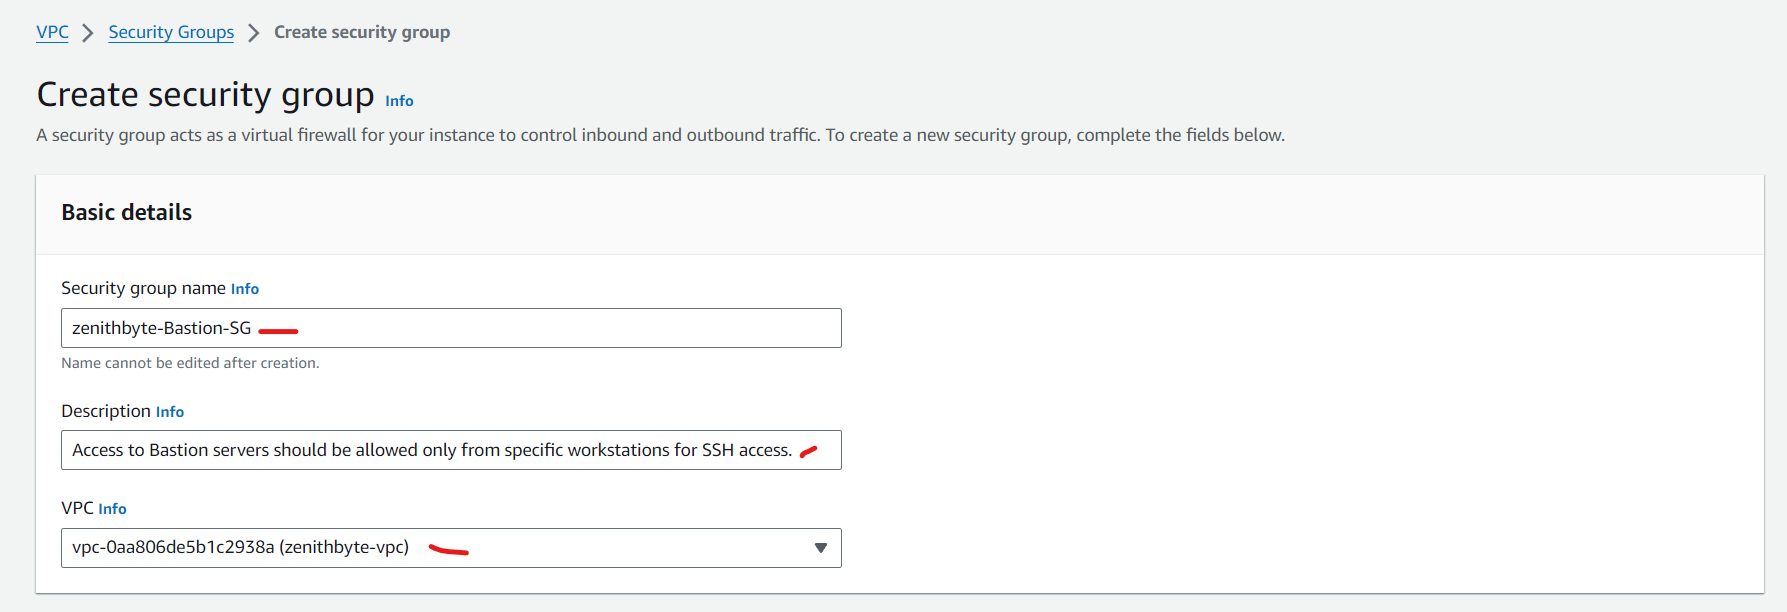 VPC > Security Groups > Create security group
Create security group Info
A security group acts as a virtual firewall for your instance to control inbound and outbound traffic. To create a new security group, complete the fields below.
Basic details
Security group name Info
zenithbyte-Bastion-SG
Name cannot be edited after creation.
Description Info
Access to Bastion servers should be allowed only from specific workstations for SSH access.
VPC Info
vpc-0aa806de5b1c2938a (zenithbyte-vpc)